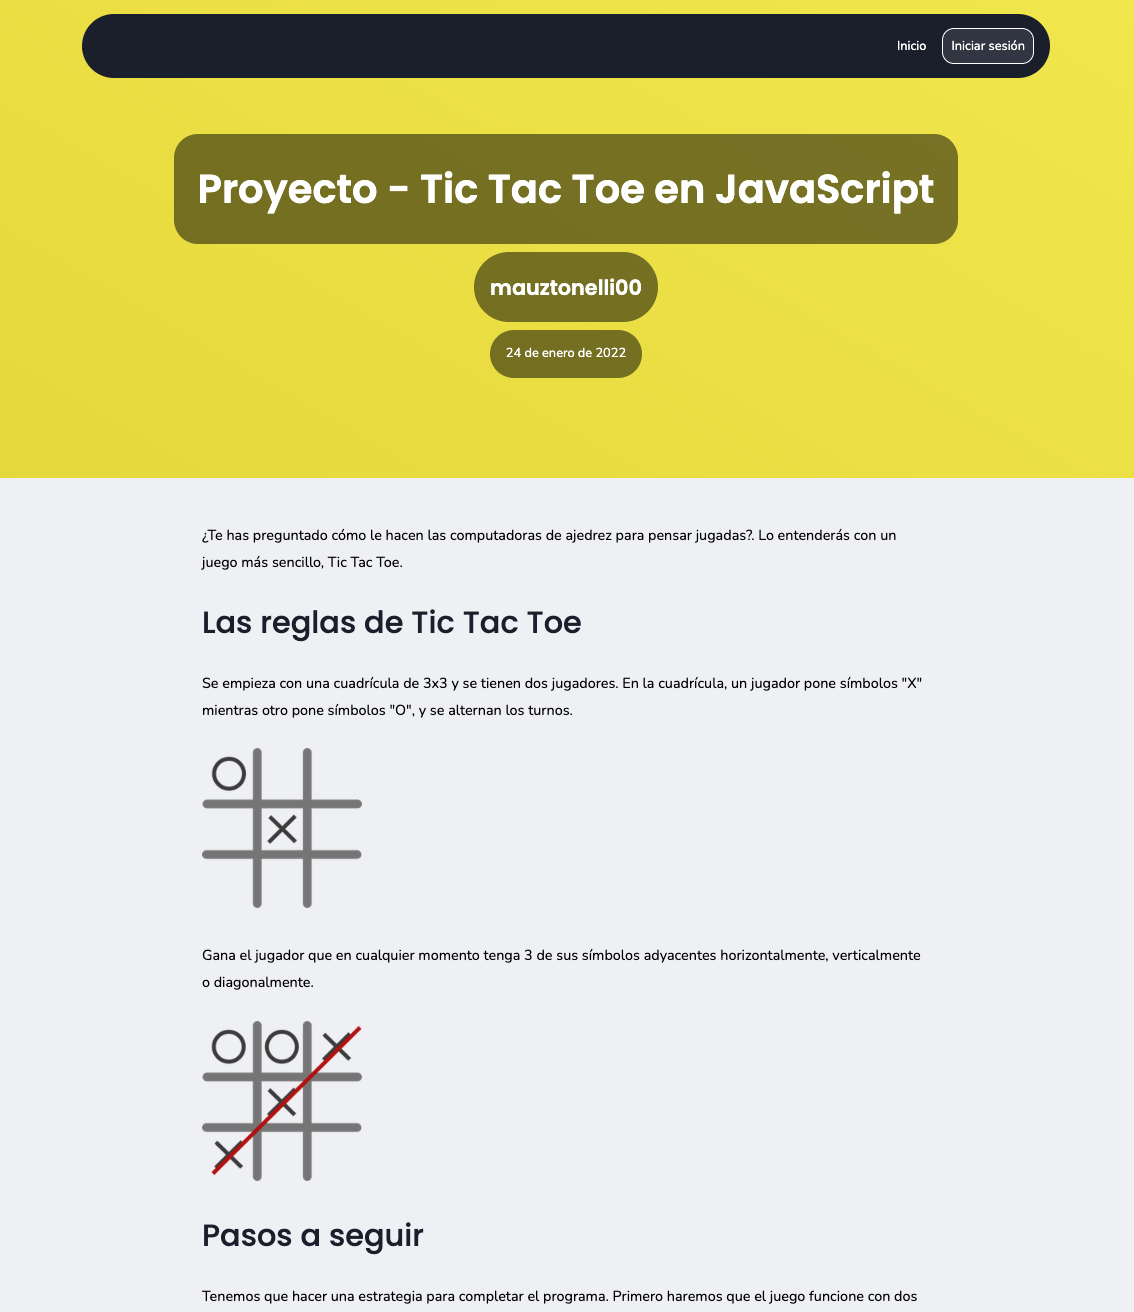 Inicio
Iniciar sesión
Proyecto - Tic Tac Toe en JavaScript
mauztonelli00
24 de enero de 2022
¿Te has preguntado cómo le hacen las computadoras de ajedrez para pensar jugadas?. Lo entenderás con un
juego más sencillo, Tic Tac Toe.
Las reglas de Tic Tac Toe
Se empieza con una cuadrícula de 3x3 y se tienen dos jugadores. En la cuadrícula, un jugador pone símbolos "X"
mientras otro pone símbolos "O", y se alternan los turnos.
Gana el jugador que en cualquier momento tenga 3 de sus símbolos adyacentes horizontalmente, verticalmente
o diagonalmente.
Pasos a seguir
Tenemos que hacer una estrategia para completar el programa. Primero haremos que el juego funcione con dos